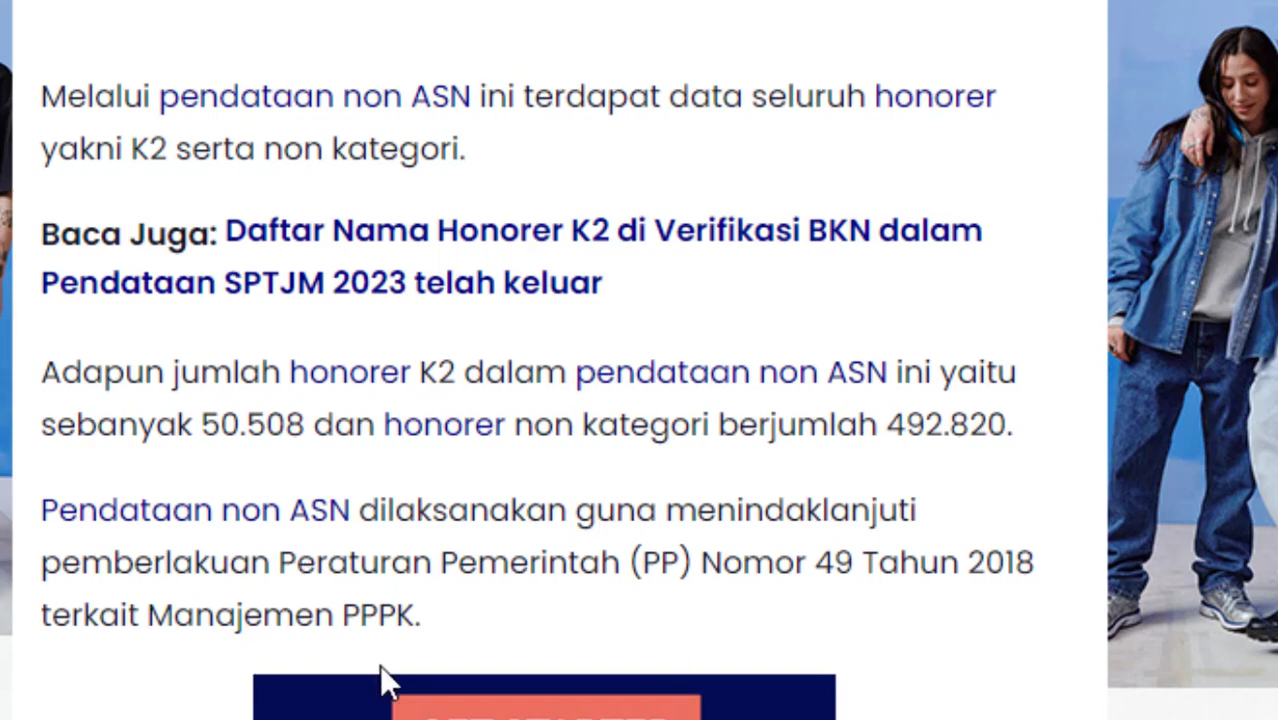 Melalui pendataan non ASN ini terdapat data seluruh honorer
yakni K2 serta non kategori.
Baca Juga: Daftar Nama Honorer K2 di Verifikasi BKN dalam
Pendataan SPTJM 2023 telah keluar
Adapun jumlah honorer K2 dalam pendataan non ASN ini yaitu
sebanyak 50.508 dan honorer non kategori berjumlah 492.820.
Pendataan non ASN dilaksanakan guna menindaklanjuti
pemberlakuan Peraturan Pemerintah (PP) Nomor 49 Tahun 2018
terkait Manajemen PPPK.